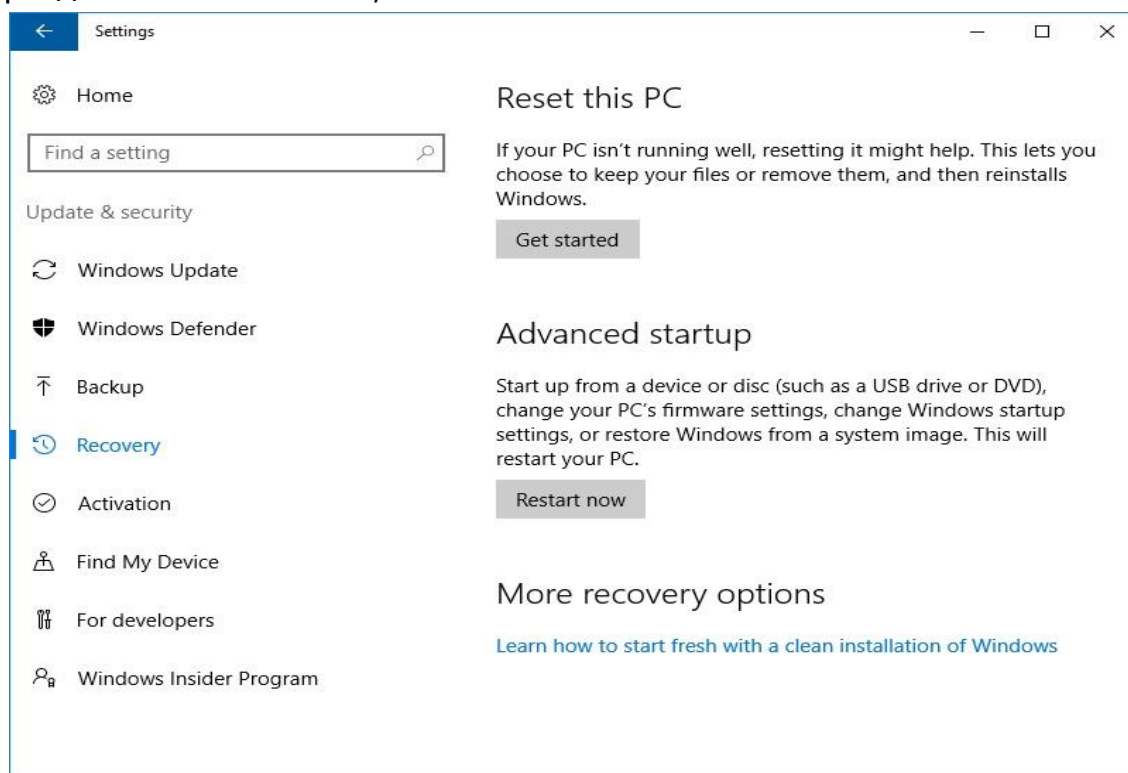 Settings
Home
Find a setting
Update & security
Windows Update
Windows Defender
Backup
Recovery
Activation
Find My Device
For developers
Windows Insider Program
Reset this PC
If your PC isn’t running well, resetting it might help. This lets you
choose to keep your files or remove them, and then reinstalls
Windows.
Get started
Advanced startup
Start up from a device or disc (such as a USB drive or DVD),
change your PC’s firmware settings, change Windows startup
settings, or restore Windows from a system image. This will
restart your PC.
Restart now
More recovery options
Learn how to start fresh with a clean installation of Windows